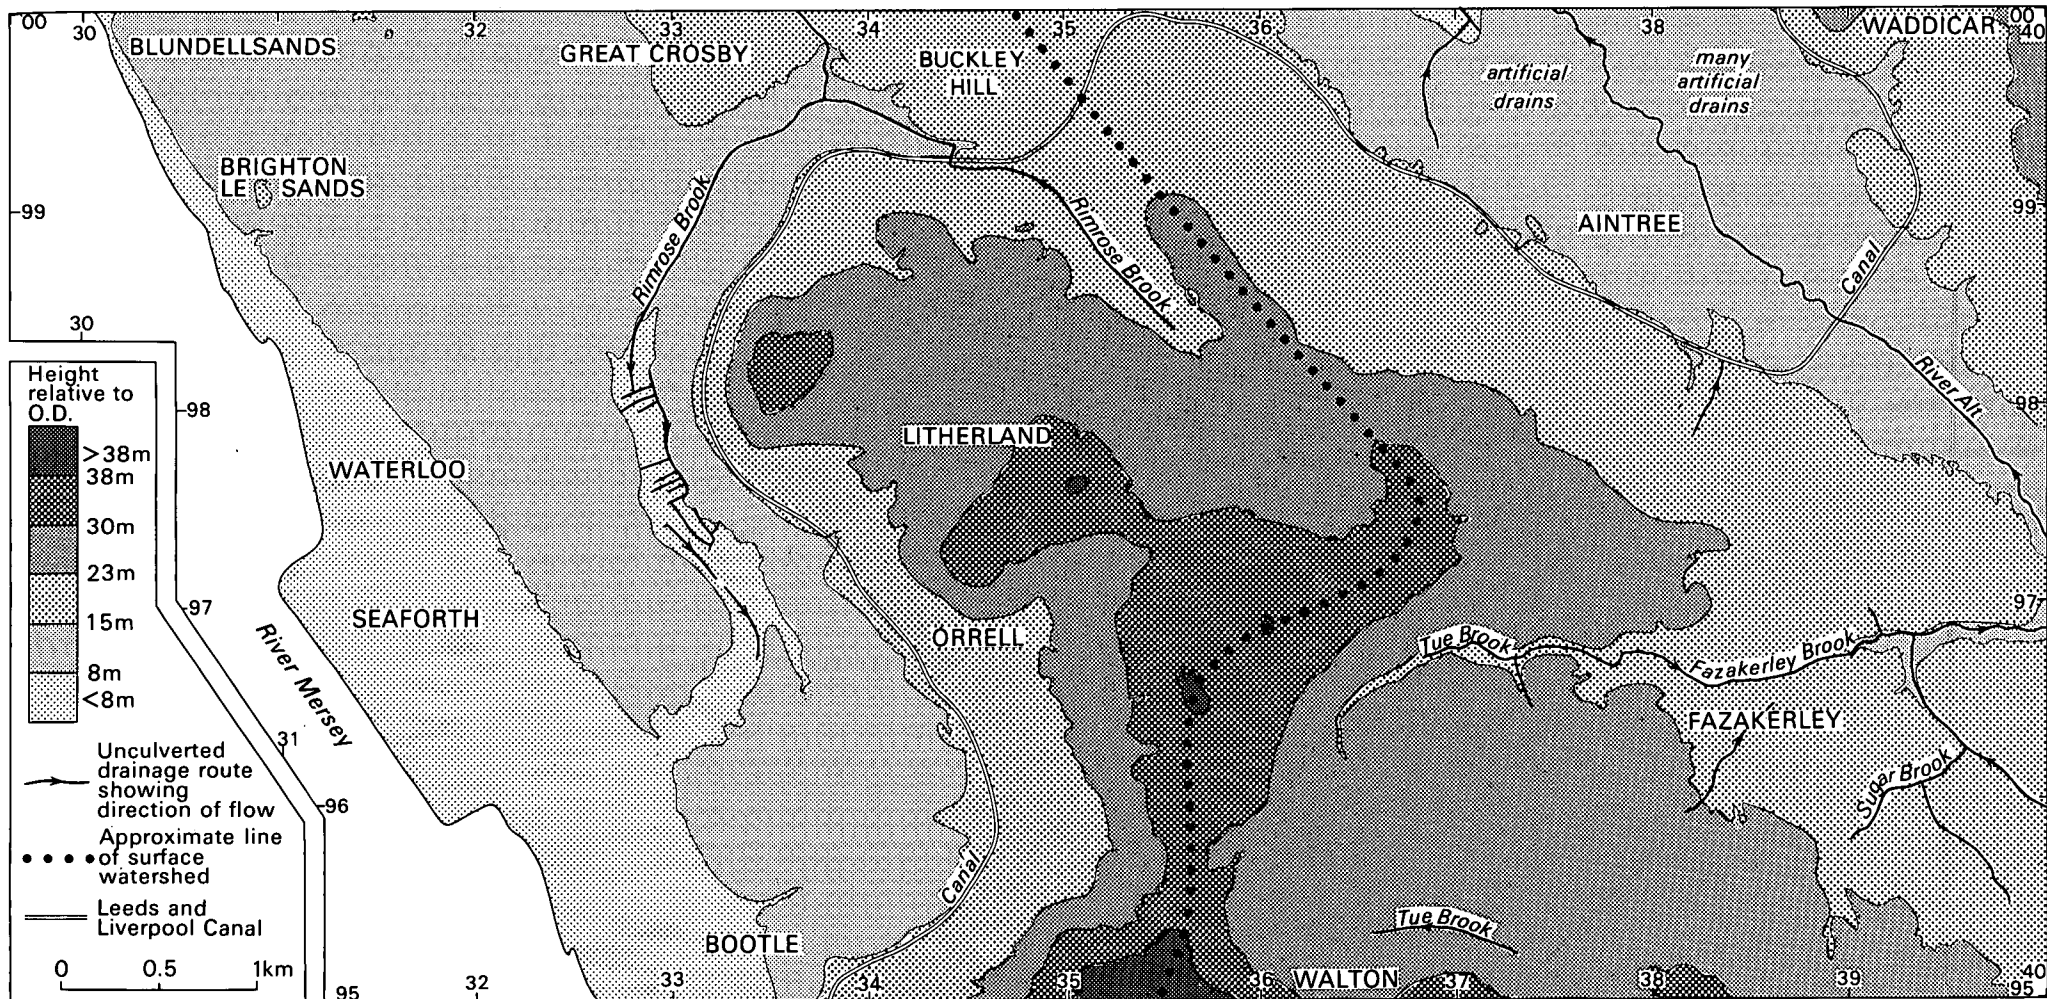 00
30
32
33
34
35
36
38
00
40
BLUNDELLSANDS
GREAT CROSBY
BUCKLEY
HILL
WADDICAR
artificial
drains
many
artificial
drains
BRIGHTON
LE SANDS
99
99
Rimrose Brook
Rimrose Brook
AINTREE
Canal
30
Height
relative to
O.D.
>38m
38m
30m
23m
15m
8m
<8m
98
98
River Alt
LITHERLAND
WATERLOO
97
97
SEAFORTH
ORRELL
River Mersey
Tue Brook
Fazakerley Brook
FAZAKERLEY
Sugar Brook
31
96
Unculverted
drainage route
showing
direction of flow
Approximate line
of surface
watershed
Leeds and
Liverpool Canal
0 0.5 1km
Canal
BOOTLE
Tue Brook
WALTON
95
32
33
34
35
36
37
38
39
40
95